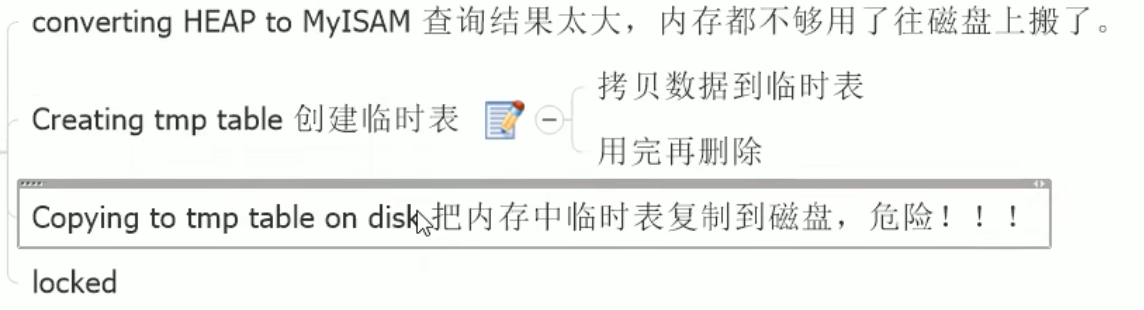 converting HEAP to MyISAM 查询结果太大，内存都不够用了往磁盘上搬了。
Creating tmp table 创建临时表
拷贝数据到临时表
用完再删除
Copying to tmp table on disk 把内存中临时表复制到磁盘，危险！！！
locked